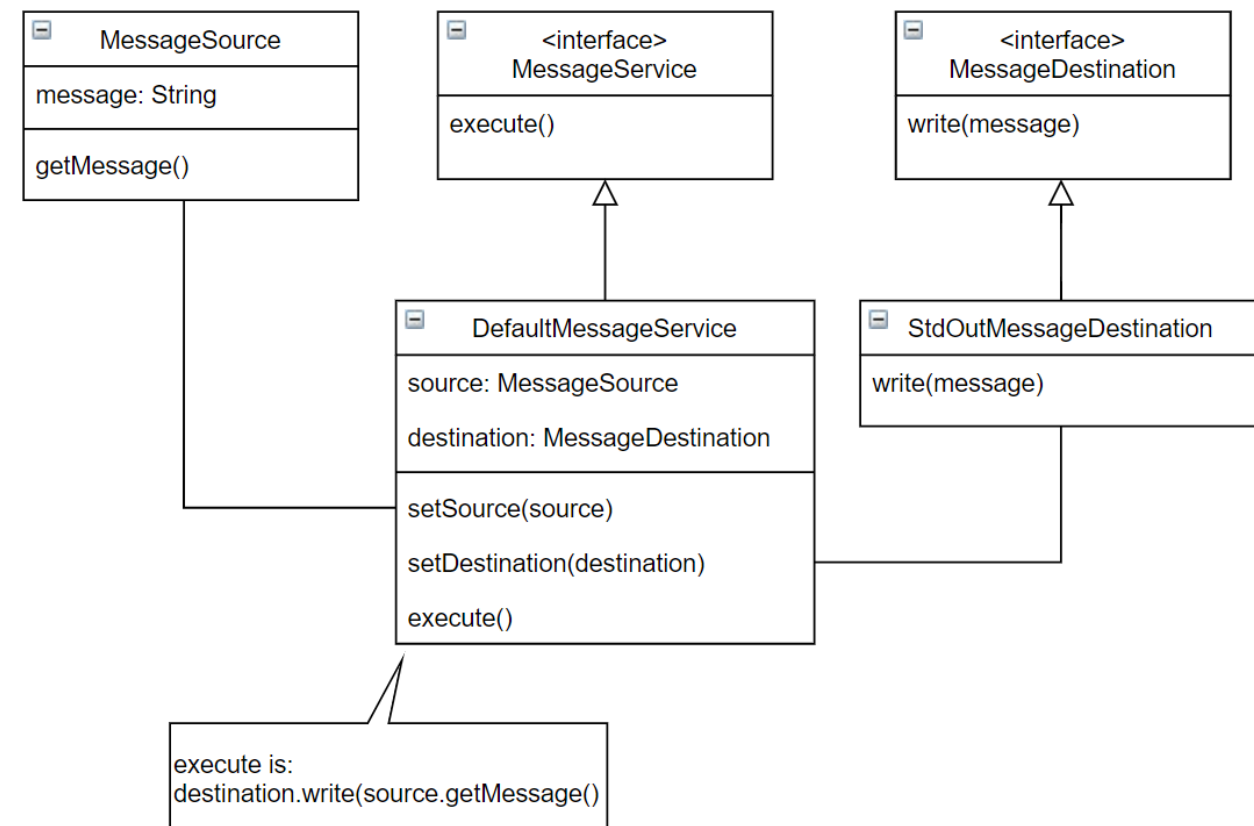 MessageSource
message: String
getMessage()
<interface>
MessageService
execute()
<interface>
MessageDestination
write(message)
DefaultMessageService
source: MessageSource
destination: MessageDestination
setSource(source)
setDestination(destination)
execute()
StdOutMessageDestination
write(message)
execute is:
destination.write(source.getMessage()